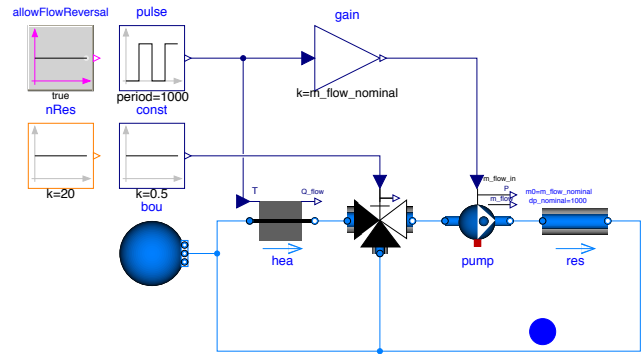 allowFlowReversal
pulse
gain
true
period=1000
k=m_flow_nominal
nRes
const
k=20
k=0.5
m_flow_in
P
m_flow
m0=m_flow_nominal
dp_nominal=1000
T
Q_flow
bou
hea
pump
res